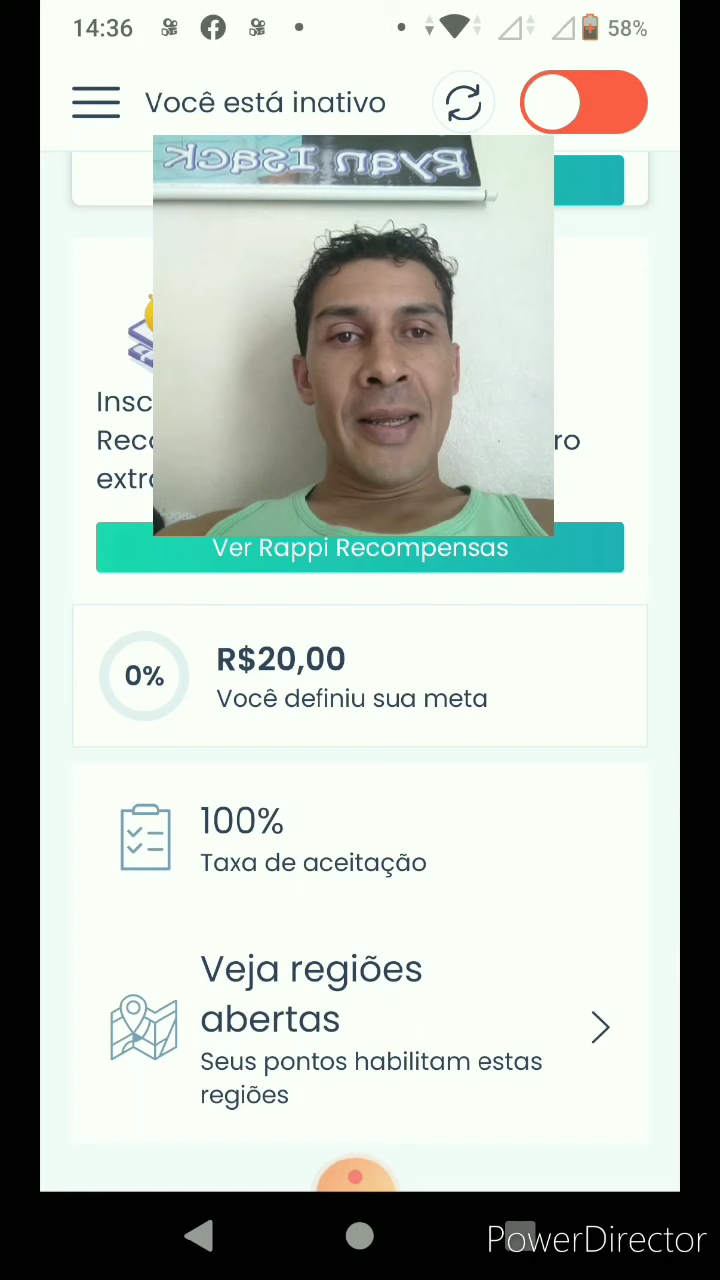 14:36
58%
Você está inativo
Ryan Isack
Insc
Rec
ro
extr
Ver Rappi Recompensas
0%
R$20,00
Você definiu sua meta
100%
Taxa de aceitação
Veja regiões
abertas
Seus pontos habilitam estas
regiões
PowerDirector